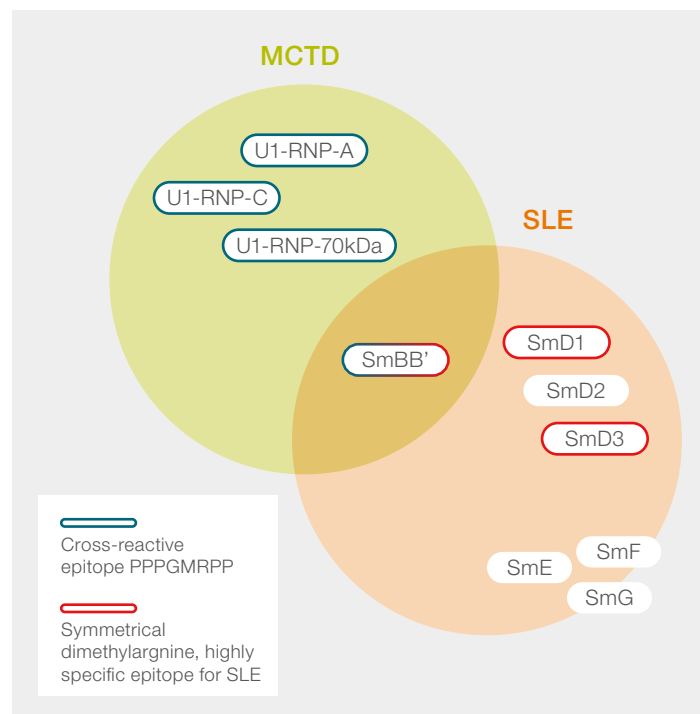 MCTD
U1-RNP-A
U1-RNP-C
U1-RNP-70kDa
SLE
SmBB’
SmD1
SmD2
SmD3
SmE
SmF
SmG
Cross-reactive
epitope PPPGMRPP
Symmetrical
dimethylargnine, highly
specific epitope for SLE